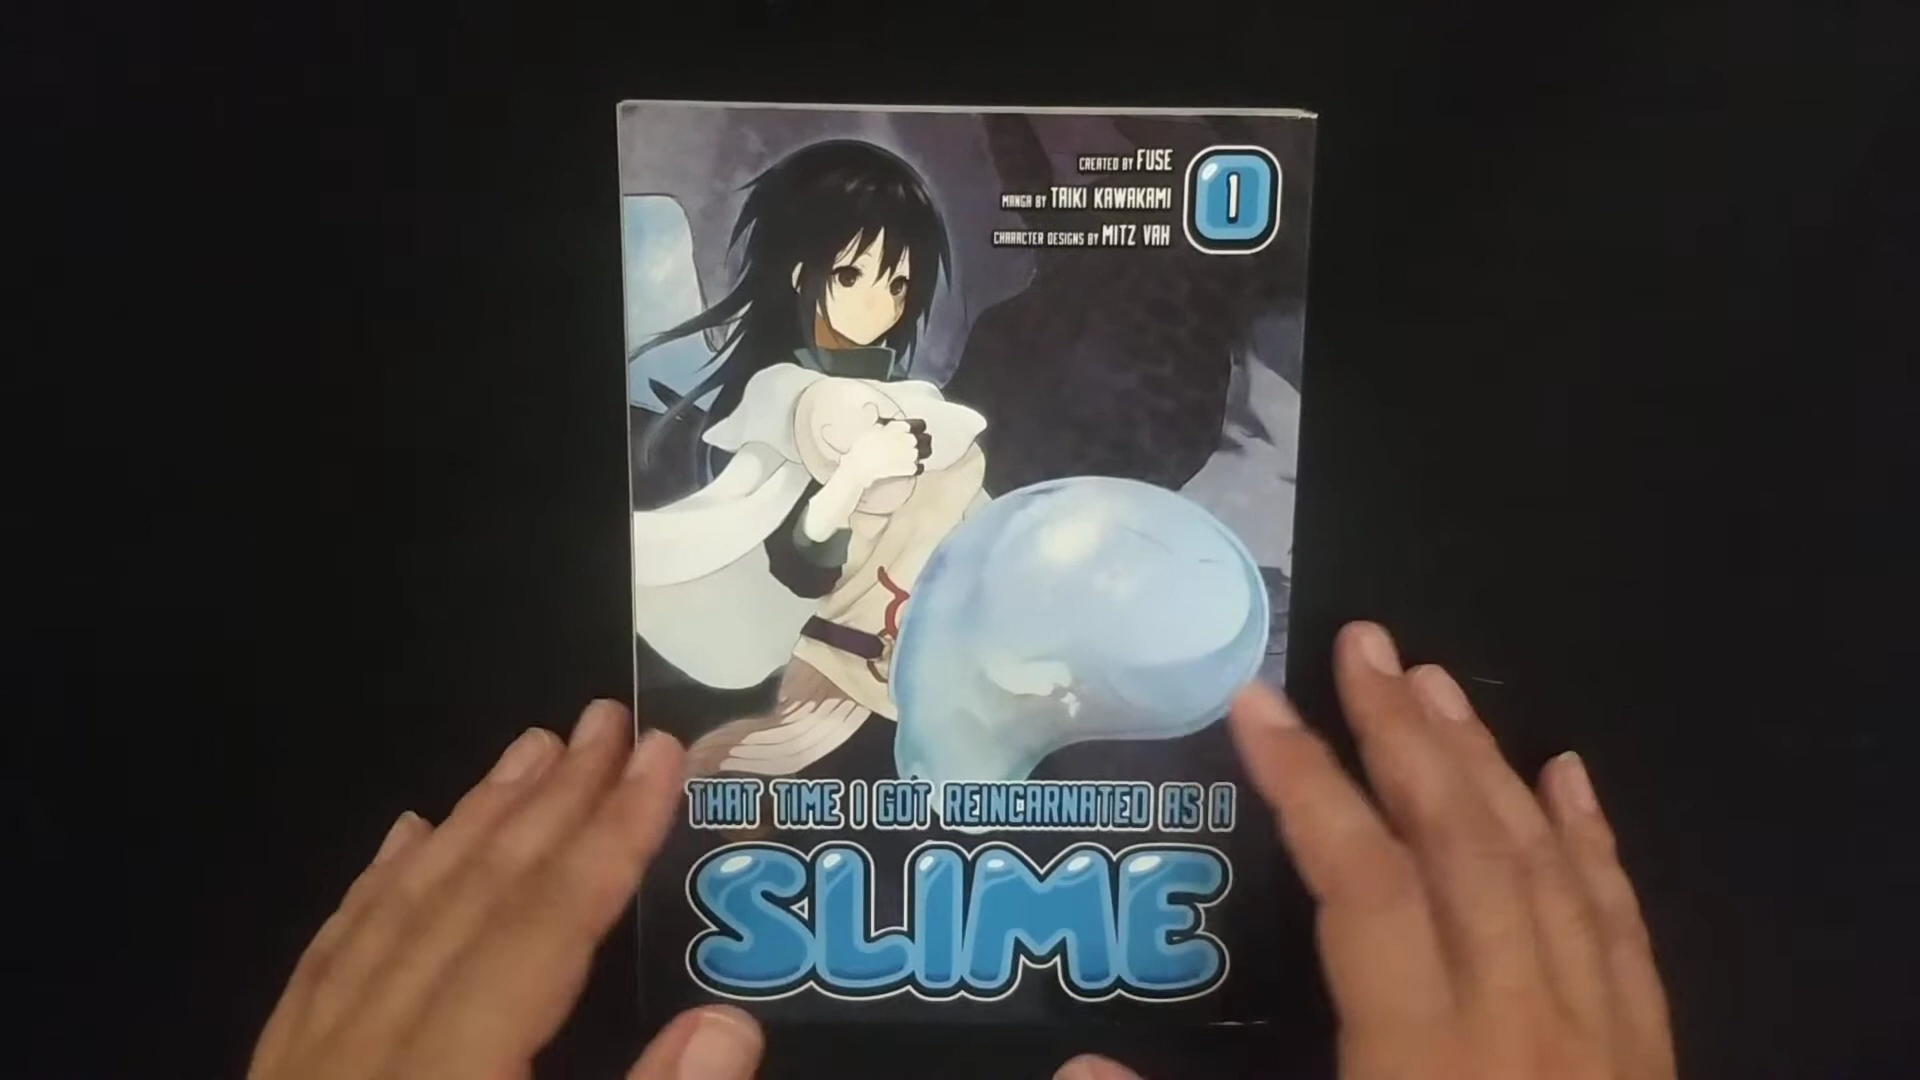 CREATED BY FUSE
MANGA BY TAIKI KAWAKAMI
CHARACTER DESIGNS BY MITZ VAH
1
THAT TIME I GOT REINCARNATED AS A
SLIME